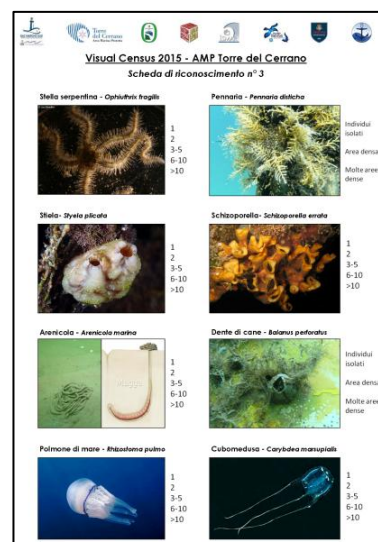 Torre del Cerrano
Visual Census 2015 - AMP Torre del Cerrano
Scheda di riconoscimento n° 3
Stella serpentina - Ophiothrix fragilis
1
2
3-5
6-10
>10
Pennaria - Pennaria disticha
Individui
isolati
Area densa
Molte aree
dense
Stiela - Styela plicata
1
2
3-5
6-10
>10
Schizoporella - Schizoporella errata
1
2
3-5
6-10
>10
Arenicola - Arenicola marina
1
2
3-5
6-10
>10
Dente di cane - Balanus perforatus
Individui
isolati
Area densa
Molte aree
dense
Polmone di mare - Rhizostoma pulmo
1
2
3-5
6-10
>10
Cubomedusa - Carybdea marsupialis
1
2
3-5
6-10
>10